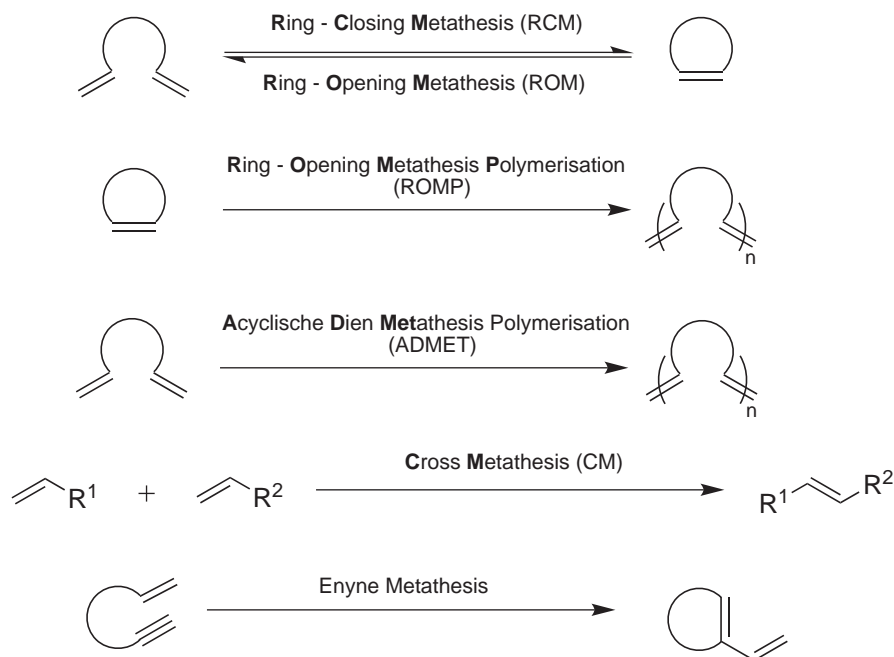 Ring - Closing Metathesis (RCM)
Ring - Opening Metathesis (ROM)
Ring - Opening Metathesis Polymerisation
(ROMP)
n
Acyclische Dien Metathesis Polymerisation
(ADMET)
n
Cross Metathesis (CM)
R1 + R2 R1 R2
Enyne Metathesis